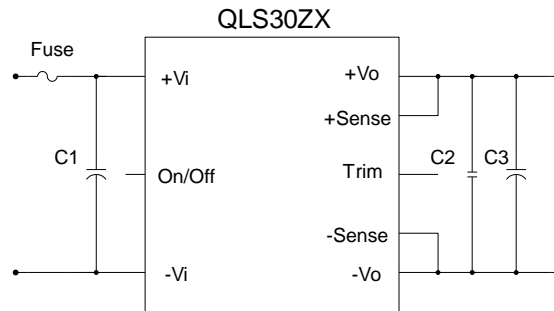 QLS30ZX
Fuse
+Vi
+Vo
+Sense
C1
On/Off
Trim
C2
C3
-Sense
-Vi
-Vo